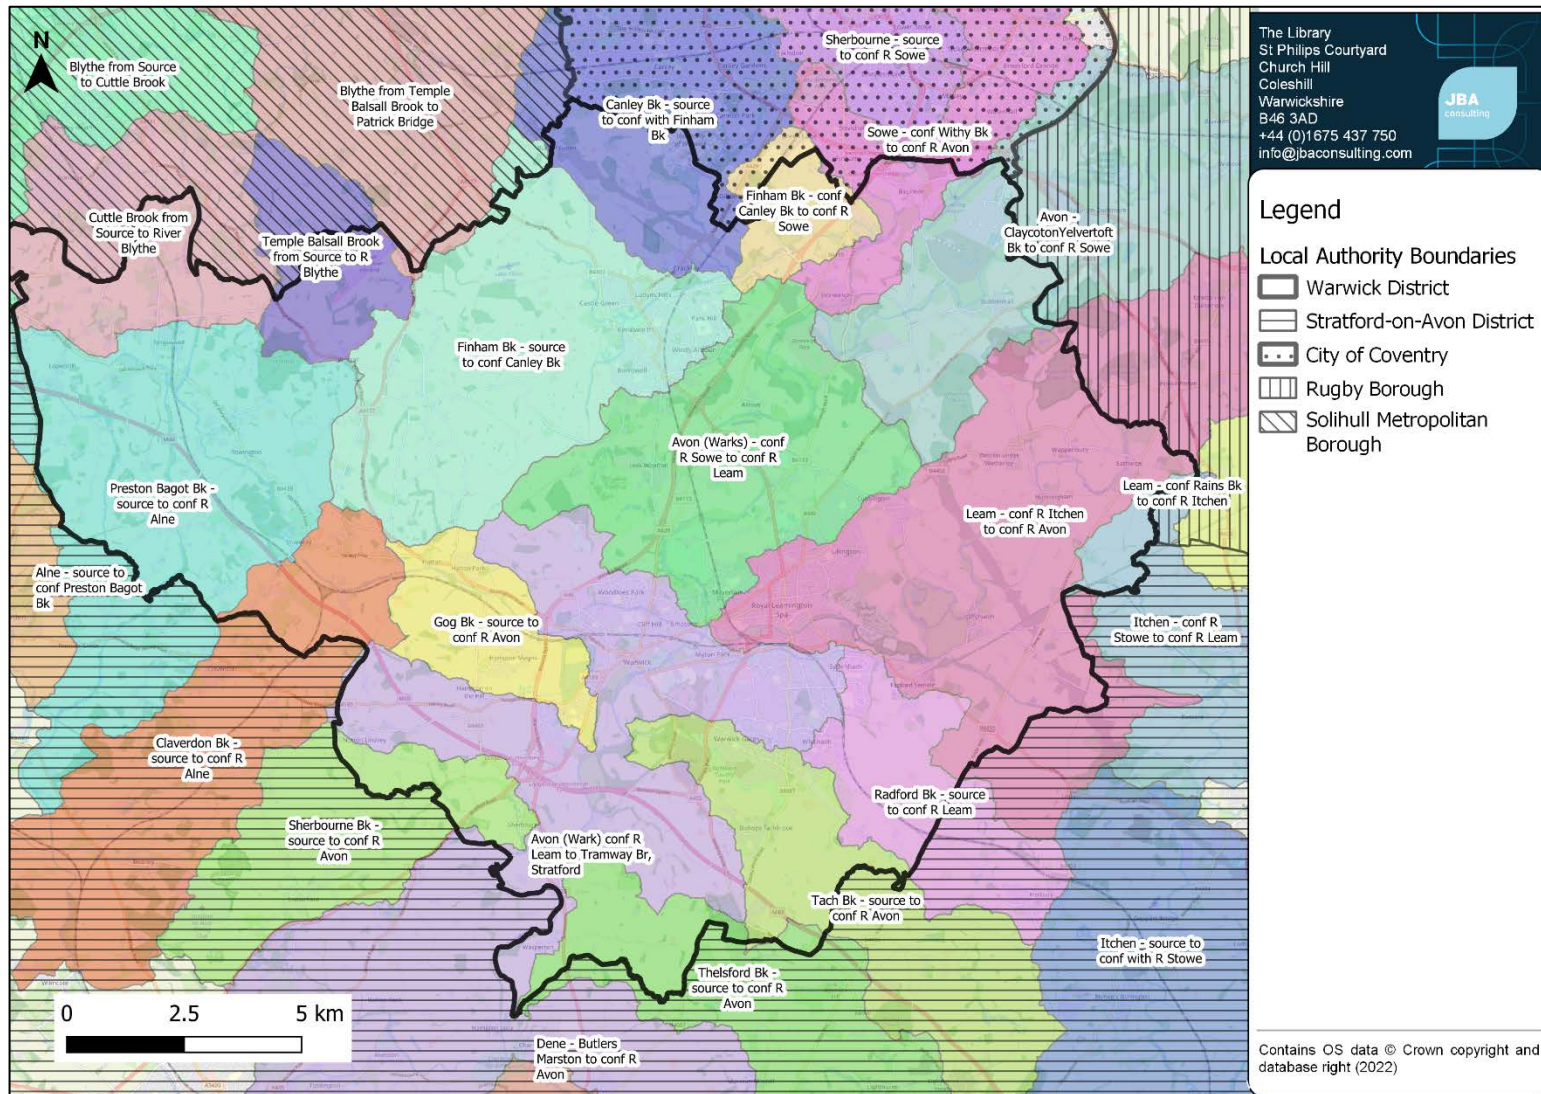 N
Blythe from Source
to Cuttle Brook
Blythe from Temple
Balsall Brook to
Patrick Bridge
Canley Bk - source
to conf with Finham
Bk
Sherbourne - source
to conf R Sowe
Sowe - conf Withy Bk
to conf R Avon
Cuttle Brook from
Source to River
Blythe
Temple Balsall Brook
from Source to R
Blythe
Finham Bk - conf
Canley Bk to conf R
Sowe
Avon -
ClaycotonYelvertoft
Bk to conf R Sowe
Finham Bk - source
to conf Canley Bk
Avon (Warks) - conf
R Sowe to conf R
Leam
Preston Bagot Bk -
source to conf R
Alne
Leam - conf R Itchen
to conf R Avon
Leam - conf Rains Bk
to conf R Itchen
Alne - source to
conf Preston Bagot
Bk
Gog Bk - source to
conf R Avon
Royal Leamington
Spa
Warwick
Itchen - conf R
Stowe to conf R Leam
Claverdon Bk -
source to conf R
Alne
Sherbourne Bk -
source to conf R
Avon
Avon (Wark) conf R
Leam to Tramway Br,
Stratford
Radford Bk - source
to conf R Leam
Tach Bk - source to
conf R Avon
Itchen - source to
conf with R Stowe
Thelsford Bk -
source to conf R
Avon
Dene - Butlers
Marston to conf R
Avon
0 2.5 5 km
The Library
St Philips Courtyard
Church Hill
Coleshill
Warwickshire
B46 3AD
+44 (0)1675 437 750
info@jbaconsulting.com
JBA
consulting
Legend
Local Authority Boundaries
Warwick District
Stratford-on-Avon District
City of Coventry
Rugby Borough
Solihull Metropolitan
Borough
Contains OS data © Crown copyright and
database right (2022)